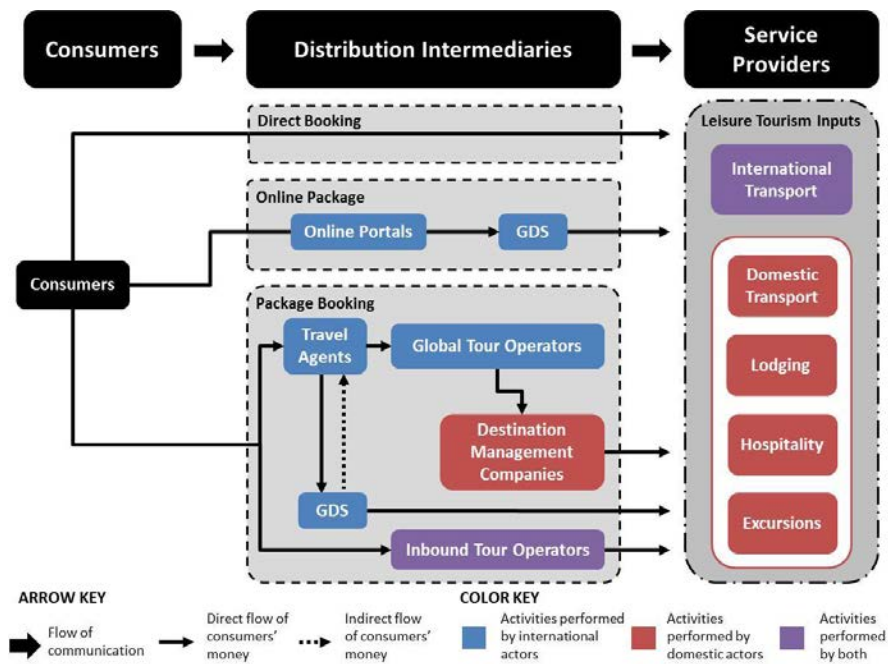 Consumers
Distribution Intermediaries
Service
Providers
Direct Booking
Leisure Tourism Inputs
International
Transport
Online Package
Online Portals
GDS
Consumers
Domestic
Transport
Package Booking
Travel
Agents
Global Tour Operators
Lodging
Destination
Management
Companies
Hospitality
GDS
Excursions
Inbound Tour Operators
ARROW KEY
COLOR KEY
Flow of
communication
Direct flow of
consumers’
money
Indirect flow
of consumers’
money
Activities performed
by international
actors
Activities
performed by
domestic actors
Activities
performed
by both